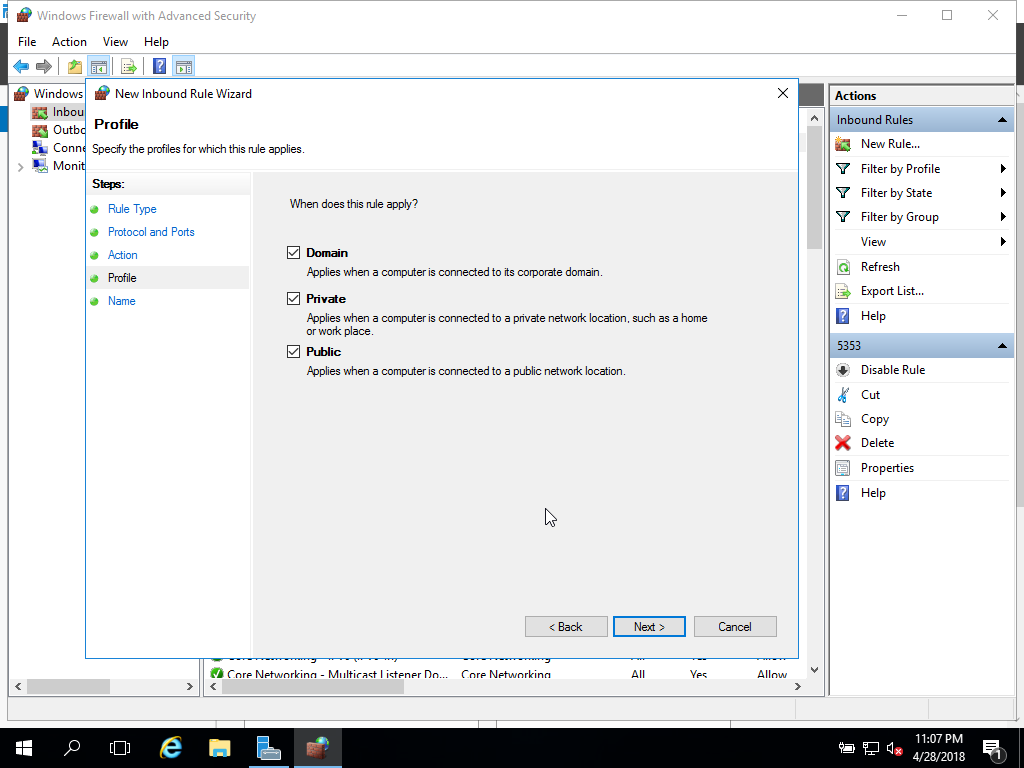 Windows Firewall with Advanced Security
File Action View Help
Windows
Inbou
Outbo
Conne
Monit
New Inbound Rule Wizard
Profile
Specify the profiles for which this rule applies.
Steps:
Rule Type
Protocol and Ports
Action
Profile
Name
When does this rule apply?
Domain
Applies when a computer is connected to its corporate domain.
Private
Applies when a computer is connected to a private network location, such as a home
or work place.
Public
Applies when a computer is connected to a public network location.
< Back Next > Cancel
Core Networking - Multicast Listener Do... Core Networking All Yes Allow
Actions
Inbound Rules
New Rule...
Filter by Profile
Filter by State
Filter by Group
View
Refresh
Export List...
Help
5353
Disable Rule
Cut
Copy
Delete
Properties
Help
11:07 PM
4/28/2018
1